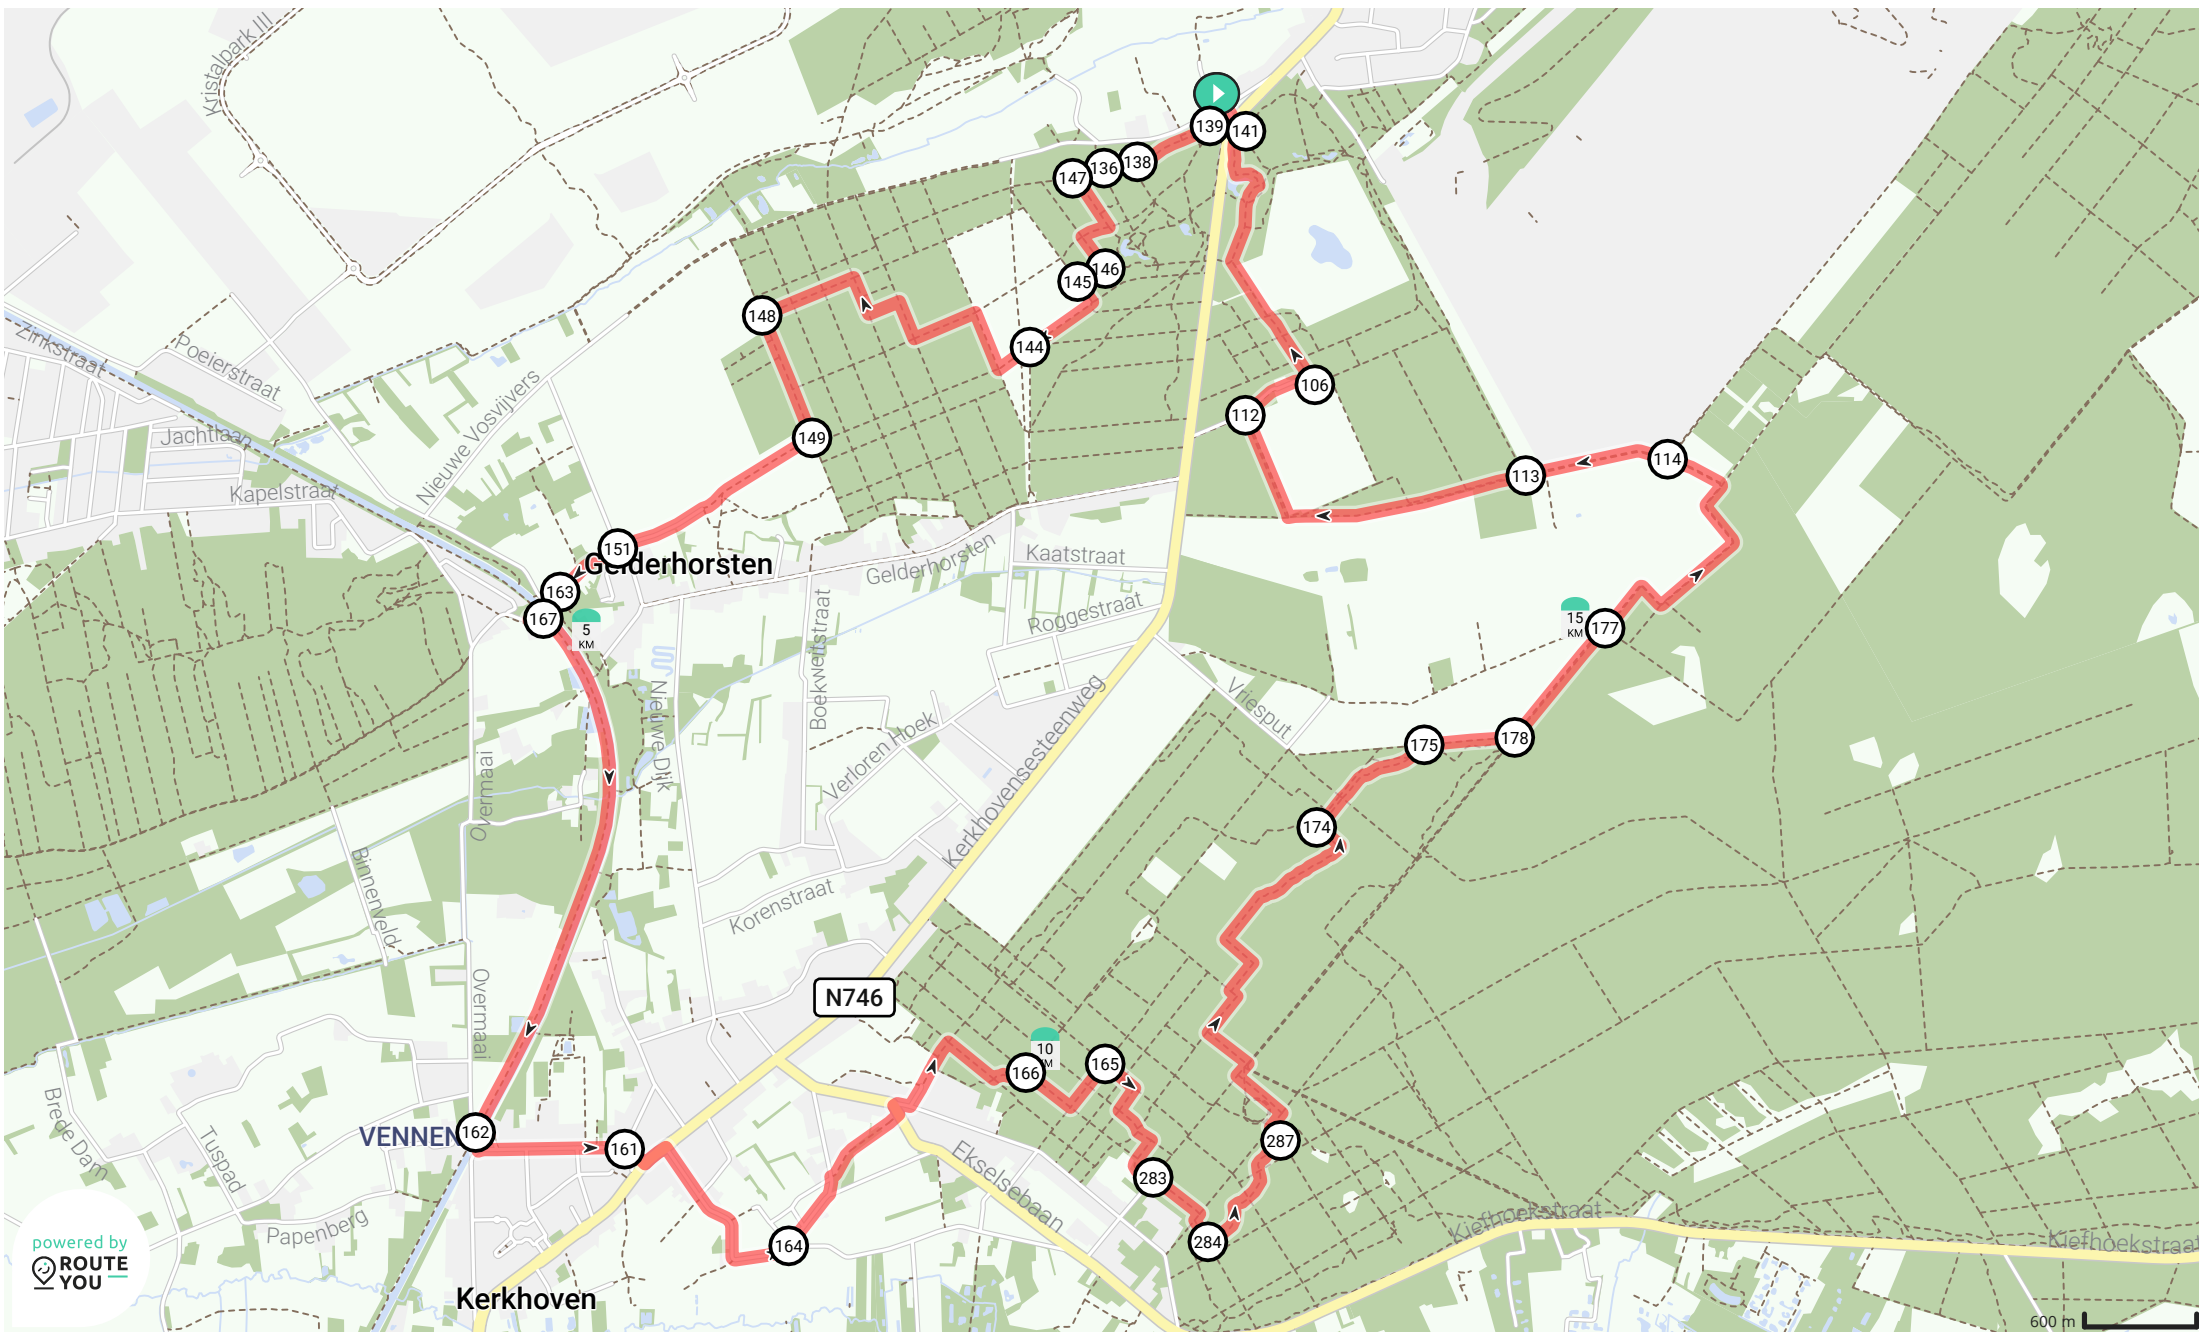 Kristalpark III
139
141
138
136
147
146
145
148
144
Zinkstraat
Poeierstraat
106
Nieuwe Vosvijvers
112
Jachtlaan
149
114
113
Kapelstraat
151
Gelderhorsten
Gelderhorsten
Kaatstraat
163
167
5
KM
Roggestraat
15
KM
177
Boekweitstraat
Nieuwe Dijk
Vriesput
Verloren Hoek
Kerkhovensesteenweg
175
178
Overmaai
174
Binnenveld
Korenstraat
N746
Overmaai
10
KM
166
165
Brede Dam
Tuspad
VENNEN
162
161
287
Ekselsebaan
283
Papenberg
164
284
Kiefhoekstraat
Kiefhoekstraat
powered by
ROUTE
YOU
Kerkhoven
600 m